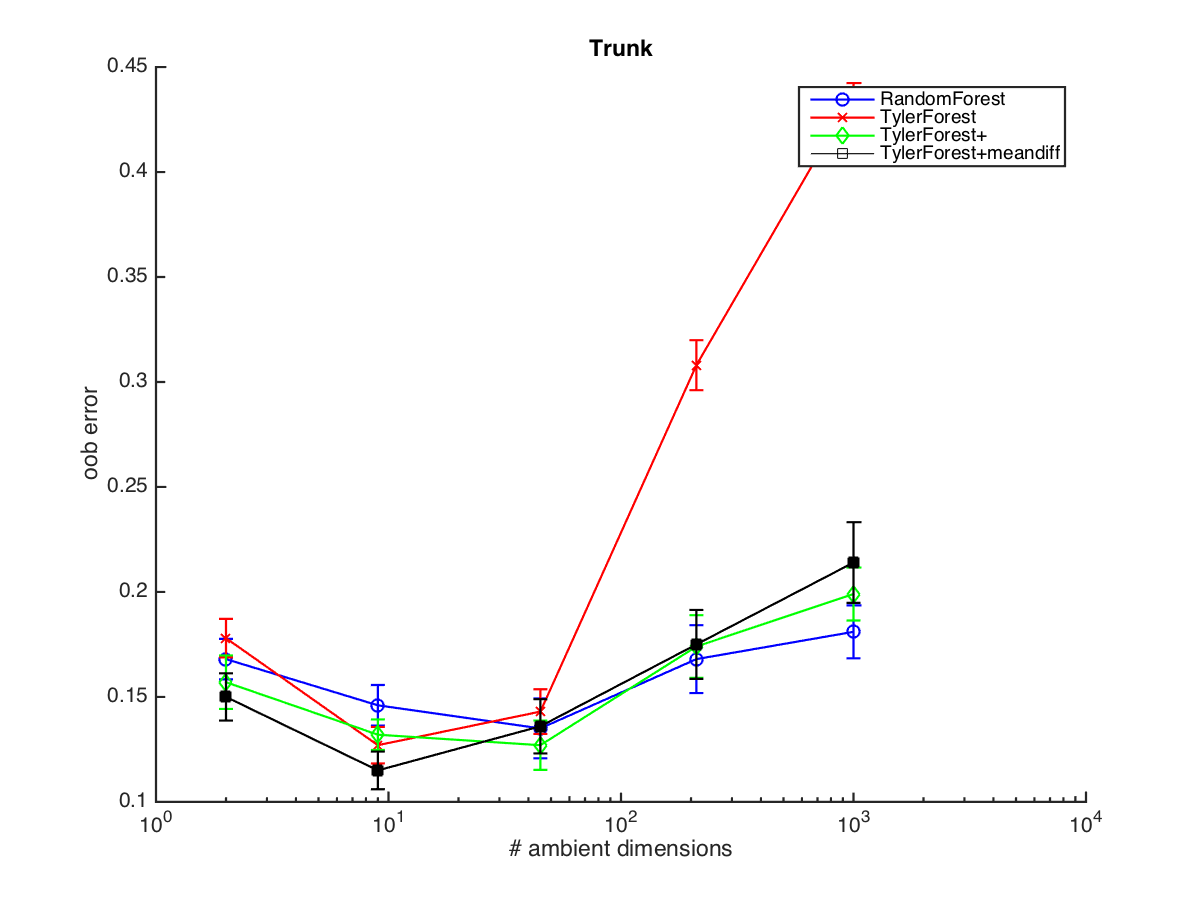 Trunk
0.45
0.4
0.35
0.3
0.25
0.2
0.15
0.1
oob error
RandomForest
TylerForest
TylerForest+
TylerForest+meandiff
10^0 10^1 10^2 10^3 10^4
# ambient dimensions